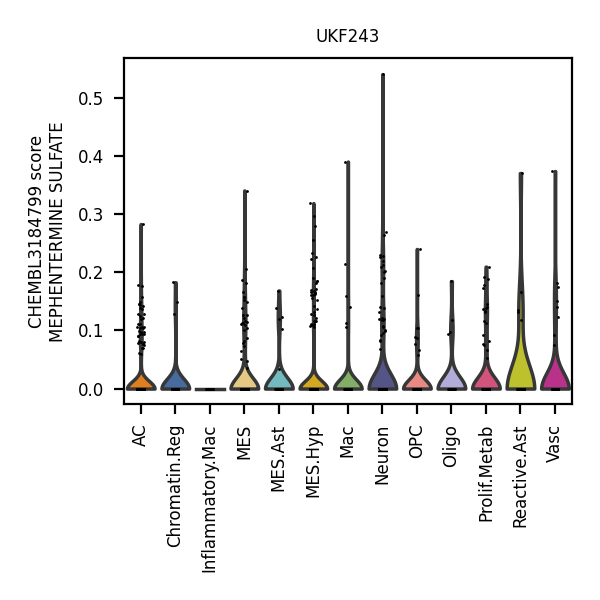 UKF243
CHEMBL3184799 score
MEPHENTERMINE SULFATE
0.5
0.4
0.3
0.2
0.1
0.0
AC
Chromatin.Reg
Inflammatory.Mac
MES
MES.Ast
MES.Hyp
Mac
Neuron
OPC
Oligo
Prolif.Metab
Reactive.Ast
Vasc